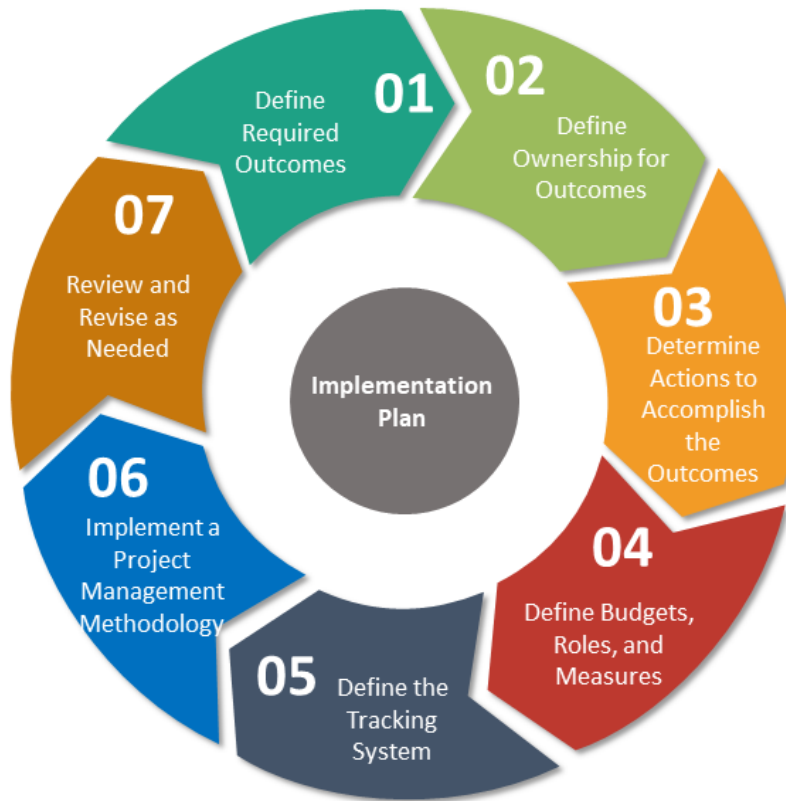 01
Define
Required
Outcomes
02
Define
Ownership for
Outcomes
03
Determine
Actions to
Accomplish
the
Outcomes
04
Define Budgets,
Roles, and
Measures
05
Define the
Tracking
System
06
Implement a
Project
Management
Methodology
07
Review and
Revise as
Needed
Implementation
Plan